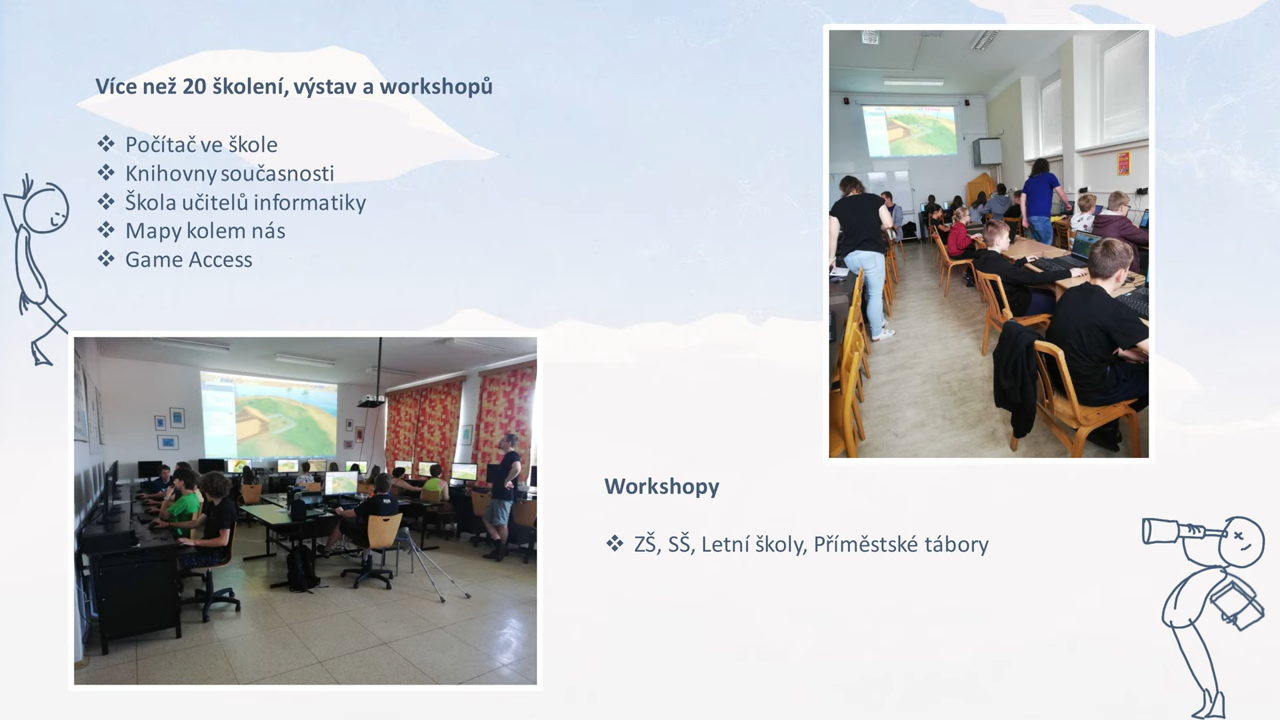 Více než 20 školení, výstav a workshopů
❖ Počítač ve škole
❖ Knihovny současnosti
❖ Škola učitelů informatiky
❖ Mapy kolem nás
❖ Game Access
Workshopy
❖ ZŠ, SŠ, Letní školy, Příměstské tábory